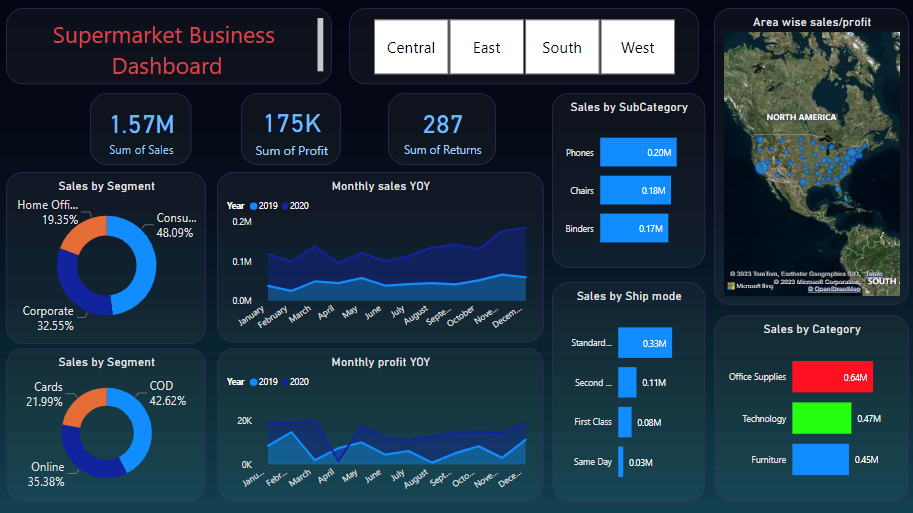 Supermarket Business
Dashboard
Central
East
South
West
Area wise sales/profit
NORTH AMERICA
© 2023 TomTom, Earthstar Geographics SIO,
© 2023 Microsoft Corporation,
© OpenStreetMap
Microsoft Bing
SOUTH
1.57M
Sum of Sales
175K
Sum of Profit
287
Sum of Returns
Sales by SubCategory
Phones 0.20M
Chairs 0.18M
Binders 0.17M
Sales by Segment
Home Offi...
19.35%
Consu...
48.09%
Corporate
32.55%
Monthly sales YOY
Year 2019 2020
0.2M
0.1M
0.0M
January
February
March
April
May
June
July
August
Septe...
October
Nove...
Decem...
Sales by Ship mode
Standard... 0.33M
Second ... 0.11M
First Class 0.08M
Same Day 0.03M
Sales by Category
Office Supplies 0.64M
Technology 0.47M
Furniture 0.45M
Sales by Segment
Cards
21.99%
COD
42.62%
Online
35.38%
Monthly profit YOY
Year 2019 2020
20K
0K
Janu...
Febr...
March
April
May
June
July
August
Sept...
Octo...
Nove...
Dece...